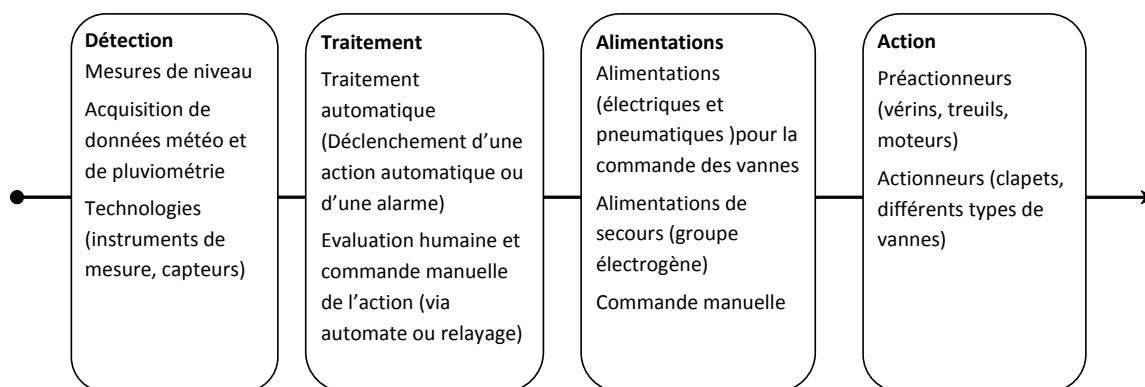 Détection
Mesures de niveau
Acquisition de
données météo et
de pluviométrie
Technologies
(instruments de
mesure, capteurs)
Traitement
Traitement
automatique
(Déclenchement d’une
action automatique ou
d’une alarme)
Evaluation humaine et
commande manuelle
de l’action (via
automate ou relayage)
Alimentations
Alimentations
(électriques et
pneumatiques )pour la
commande des vannes
Alimentations de
secours (groupe
électrogène)
Commande manuelle
Action
Préactionneurs
(vérins, treuils,
moteurs)
Actionneurs (clapets,
différents types de
vannes)